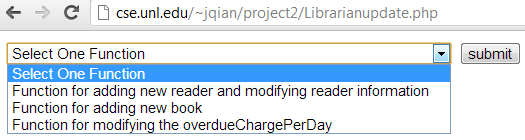 cse.unl.edu/~jqian/project2/Librarianupdate.php
Select One Function submit
Select One Function
Function for adding new reader and modifying reader information
Function for adding new book
Function for modifying the overdueChargePerDay